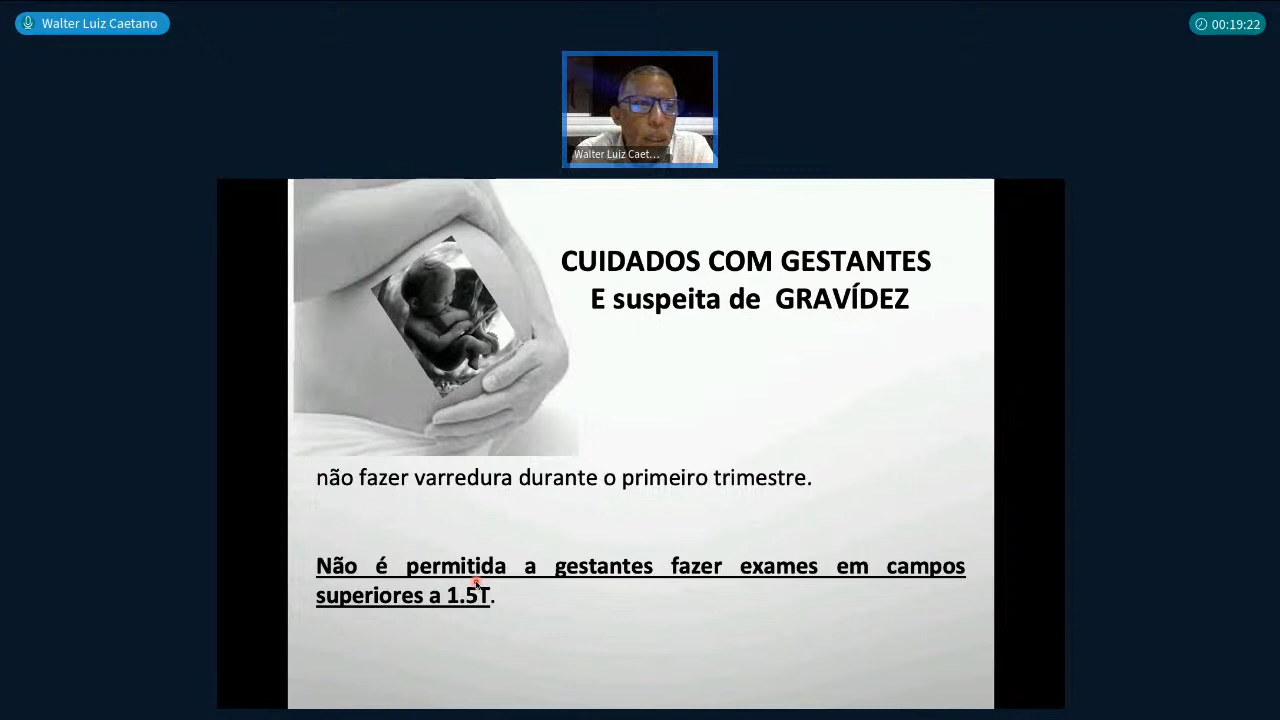 Walter Luiz Caetano
00:19:22
Walter Luiz Caet...
CUIDADOS COM GESTANTES
E suspeita de GRAVÍDEZ
não fazer varredura durante o primeiro trimestre.
Não é permitida a gestantes fazer exames em campos
superiores a 1.5T.